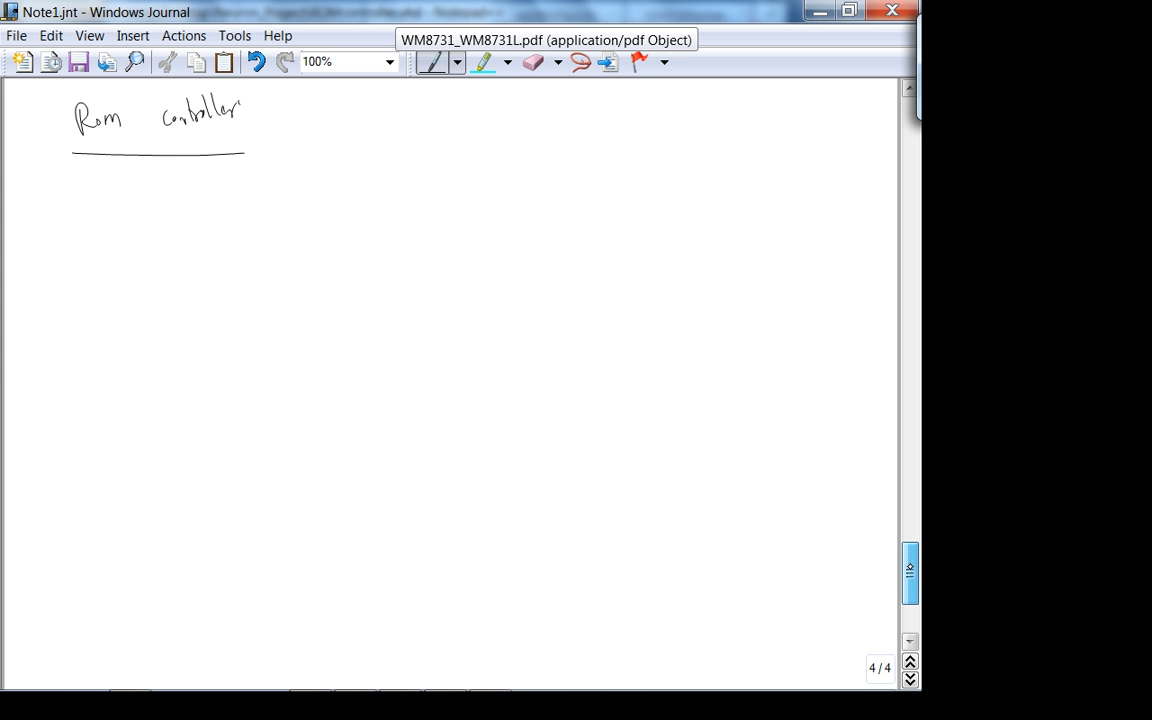 Note1.jnt - Windows Journal
File Edit View Insert Actions Tools Help
WM8731_WM8731L.pdf (application/pdf Object)
100%
Rom controller
4 / 4